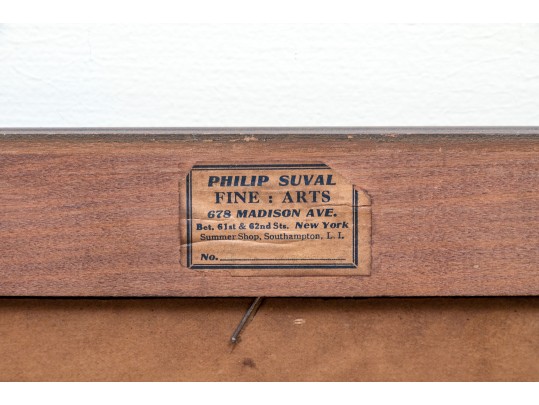 PHILIP SUVAL
FINE : ARTS
678 MADISON AVE.
Bet. 61st & 62nd Sts. New York
Summer Shop, Southampton, L. I.
No.